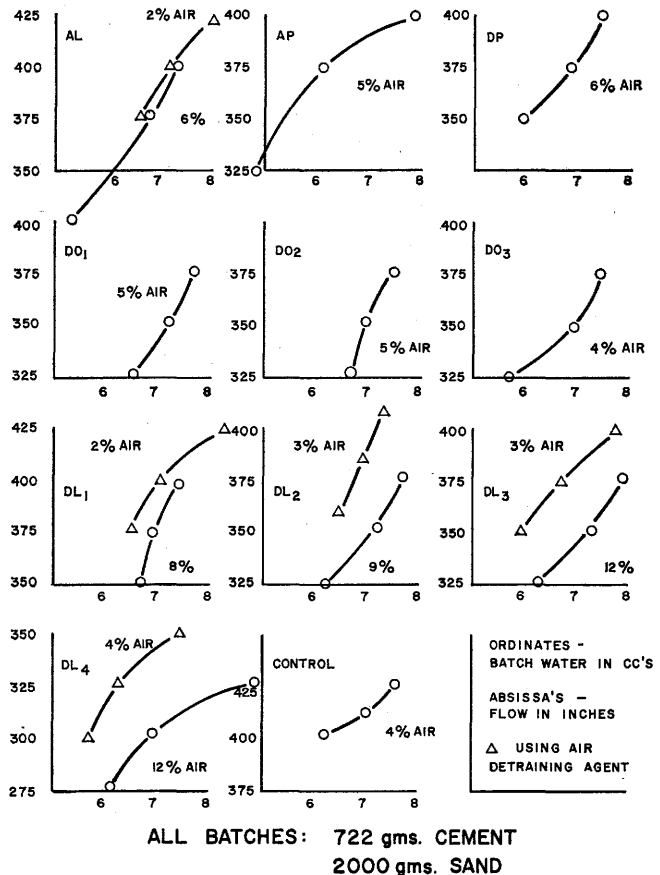 425
400
375
350
AL
2% AIR
6%
6 7 8
400
375
350
325
AP
5% AIR
6 7 8
400
375
350
325
DP
6% AIR
6 7 8
400
375
350
325
DO1
5% AIR
6 7 8
375
350
325
DO2
5% AIR
6 7 8
375
350
325
DO3
4% AIR
6 7 8
425
400
375
350
2% AIR
DL1
8%
6 7 8
400
375
350
325
3% AIR
DL2
9%
6 7 8
400
375
350
325
3% AIR
DL3
12%
6 7 8
350
325
300
275
4% AIR
DL4
12% AIR
6 7 8
425
400
375
CONTROL
4% AIR
6 7 8
ORDINATES -
BATCH WATER IN CC'S
ABSISSA'S -
FLOW IN INCHES
△ USING AIR
DETRAINING AGENT
ALL BATCHES: 722 gms. CEMENT
2000 gms. SAND